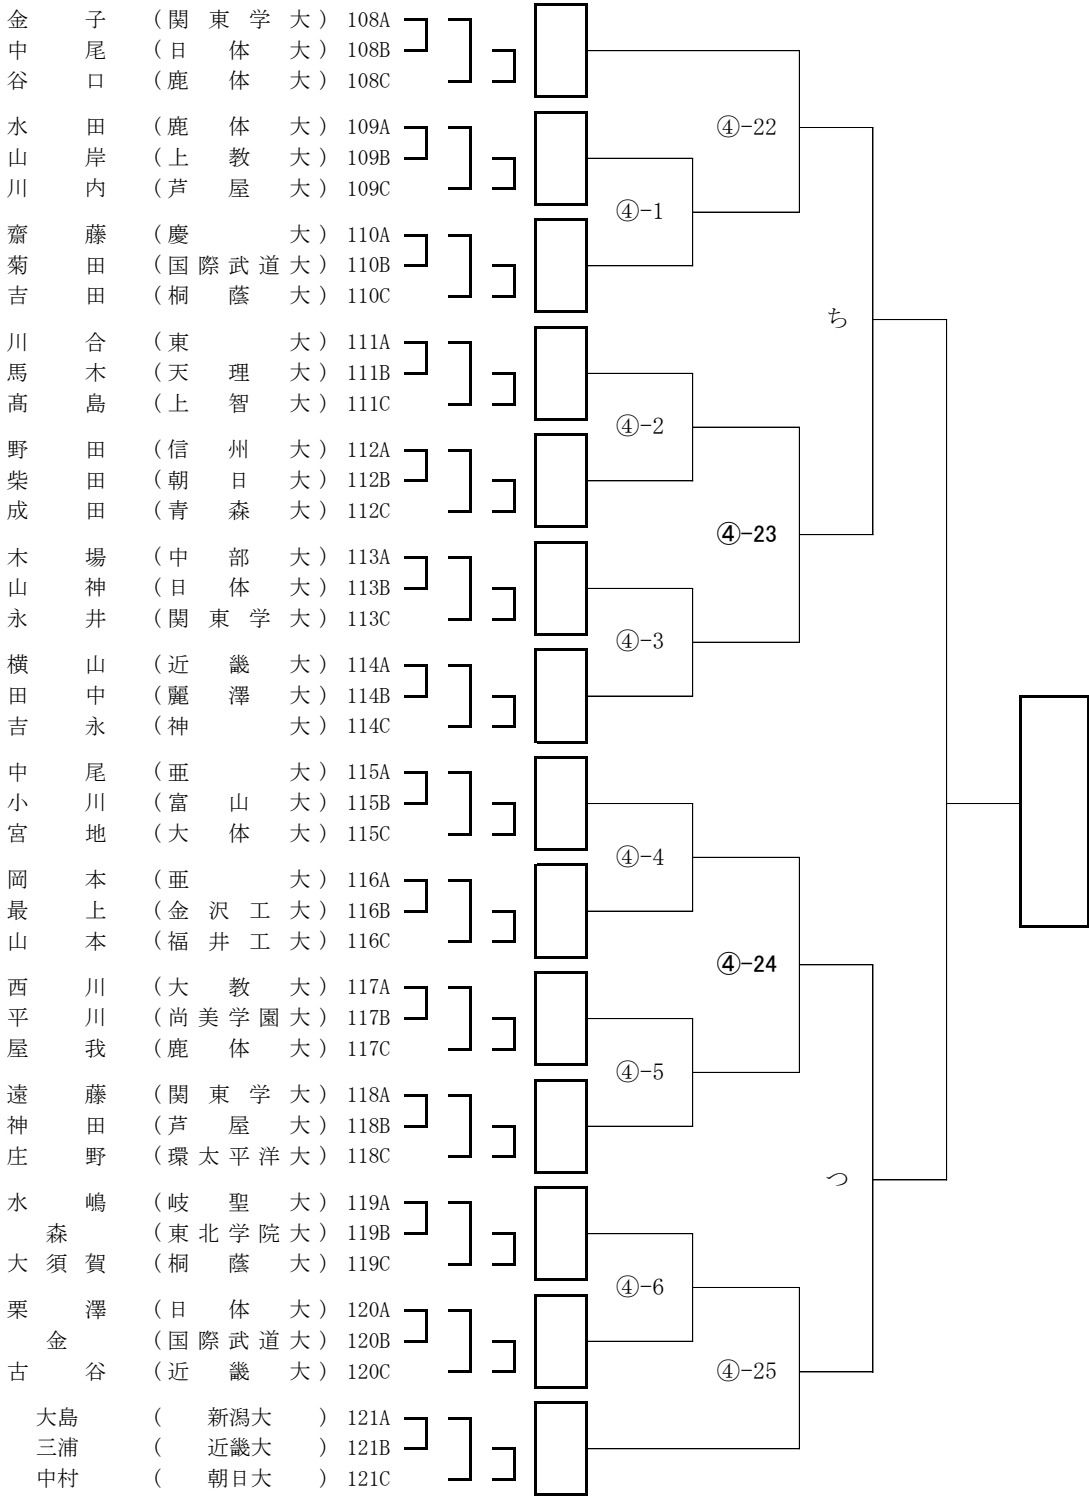 金子 (関東学大) 108A
中尾 (日体大) 108B
谷口 (鹿体大) 108C
水田 (鹿体大) 109A
④-22
山岸 (上教大) 109B
川内 (芦屋大) 109C
④-1
齋藤 (慶大) 110A
菊田 (国際武道大) 110B
吉田 (桐蔭大) 110C
ち
川合 (東大) 111A
馬木 (天理大) 111B
髙島 (上智大) 111C
④-2
野田 (信州大) 112A
柴田 (朝日大) 112B
成田 (青森大) 112C
④-23
木場 (中部大) 113A
山神 (日体大) 113B
永井 (関東学大) 113C
④-3
横山 (近畿大) 114A
田中 (麗澤大) 114B
吉永 (神大) 114C
中尾 (亜大) 115A
小川 (富山大) 115B
宮地 (大体大) 115C
④-4
岡本 (亜大) 116A
最上 (金沢工大) 116B
山本 (福井工大) 116C
④-24
西川 (大教大) 117A
平川 (尚美学園大) 117B
屋我 (鹿体大) 117C
④-5
遠藤 (関東学大) 118A
神田 (芦屋大) 118B
庄野 (環太平洋大) 118C
つ
水嶋 (岐聖大) 119A
森 (東北学院大) 119B
大須賀 (桐蔭大) 119C
④-6
栗澤 (日体大) 120A
金 (国際武道大) 120B
古谷 (近畿大) 120C
④-25
大島 (新潟大) 121A
三浦 (近畿大) 121B
中村 (朝日大) 121C